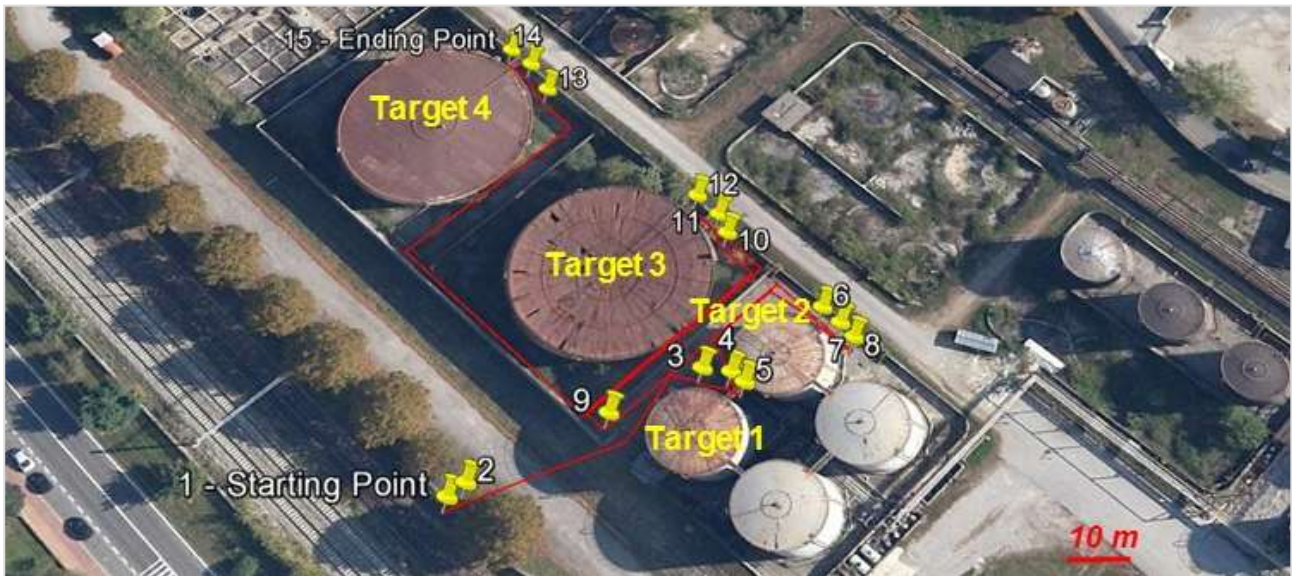 15 - Ending Point
14
13
Target 4
12
11
10
Target 3
6
Target 2
7
8
3
4
5
9
Target 1
1 - Starting Point
2
10 m